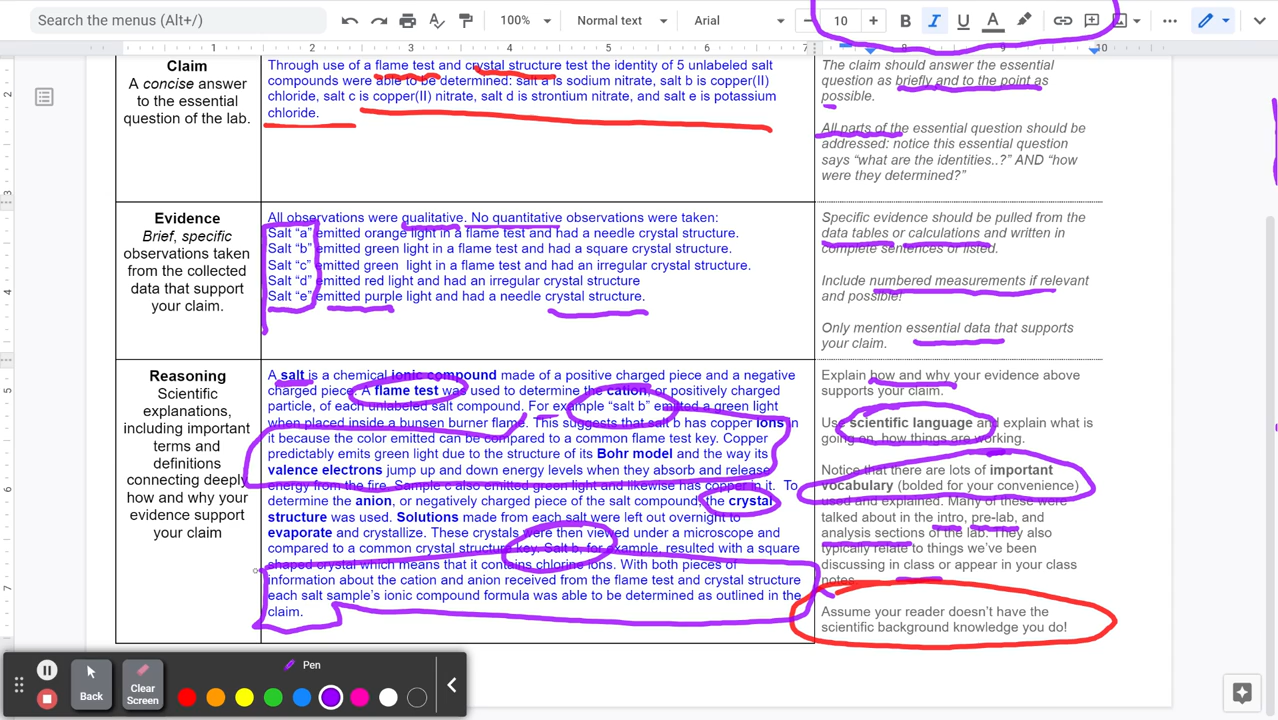 Search the menus (Alt+/)
100%
Normal text
Arial
10
B
I
U
A
1
2
3
4
5
6
7
8
9
10
2
3
4
5
6
7
Claim
A concise answer
to the essential
question of the lab.
Through use of a flame test and crystal structure test the identity of 5 unlabeled salt
compounds were able to be determined: salt a is sodium nitrate, salt b is copper(II)
chloride, salt c is copper(II) nitrate, salt d is strontium nitrate, and salt e is potassium
chloride.
The claim should answer the essential
question as briefly and to the point as
possible.
All parts of the essential question should be
addressed: notice this essential question
says “what are the identities..?” AND “how
were they determined?”
Evidence
Brief, specific
observations taken
from the collected
data that support
your claim.
All observations were qualitative. No quantitative observations were taken:
Salt “a” emitted orange light in a flame test and had a needle crystal structure.
Salt “b” emitted green light in a flame test and had a square crystal structure.
Salt “c” emitted green  light in a flame test and had an irregular crystal structure.
Salt “d” emitted red light and had an irregular crystal structure
Salt “e” emitted purple light and had a needle crystal structure.
Specific evidence should be pulled from the
data tables or calculations and written in
complete sentences or listed.
Include numbered measurements if relevant
and possible!
Only mention essential data that supports
your claim.
Reasoning
Scientific
explanations,
including important
terms and
definitions
connecting deeply
how and why your
evidence support
your claim
A salt is a chemical ionic compound made of a positive charged piece and a negative
charged piece. A flame test was used to determine the cation, or positively charged
particle, of each unlabeled salt compound. For example “salt b” emitted a green light
when placed inside a bunsen burner flame. This suggests that salt b has copper ions in
it because the color emitted can be compared to a common flame test key. Copper
predictably emits green light due to the structure of its Bohr model and the way its
valence electrons jump up and down energy levels when they absorb and release
energy from the fire. Sample c also emitted green light and likewise has copper in it.  To
determine the anion, or negatively charged piece of the salt compound, the crystal
structure was used. Solutions made from each salt were left out overnight to
evaporate and crystallize. These crystals were then viewed under a microscope and
compared to a common crystal structure key. Salt b, for example, resulted with a square
shaped crystal which means that it contains chlorine ions. With both pieces of
information about the cation and anion received from the flame test and crystal structure
each salt sample’s ionic compound formula was able to be determined as outlined in the
claim.
Explain how and why your evidence above
supports your claim.
Use scientific language and explain what is
going on, how things are working.
Notice that there are lots of important
vocabulary (bolded for your convenience)
used and explained. Many of these were
talked about in the intro, pre-lab, and
analysis sections of the lab. They also
typically relate to things we’ve been
discussing in class or appear in your class
notes.
Assume your reader doesn’t have the
scientific background knowledge you do!
Back
Clear
Screen
Pen